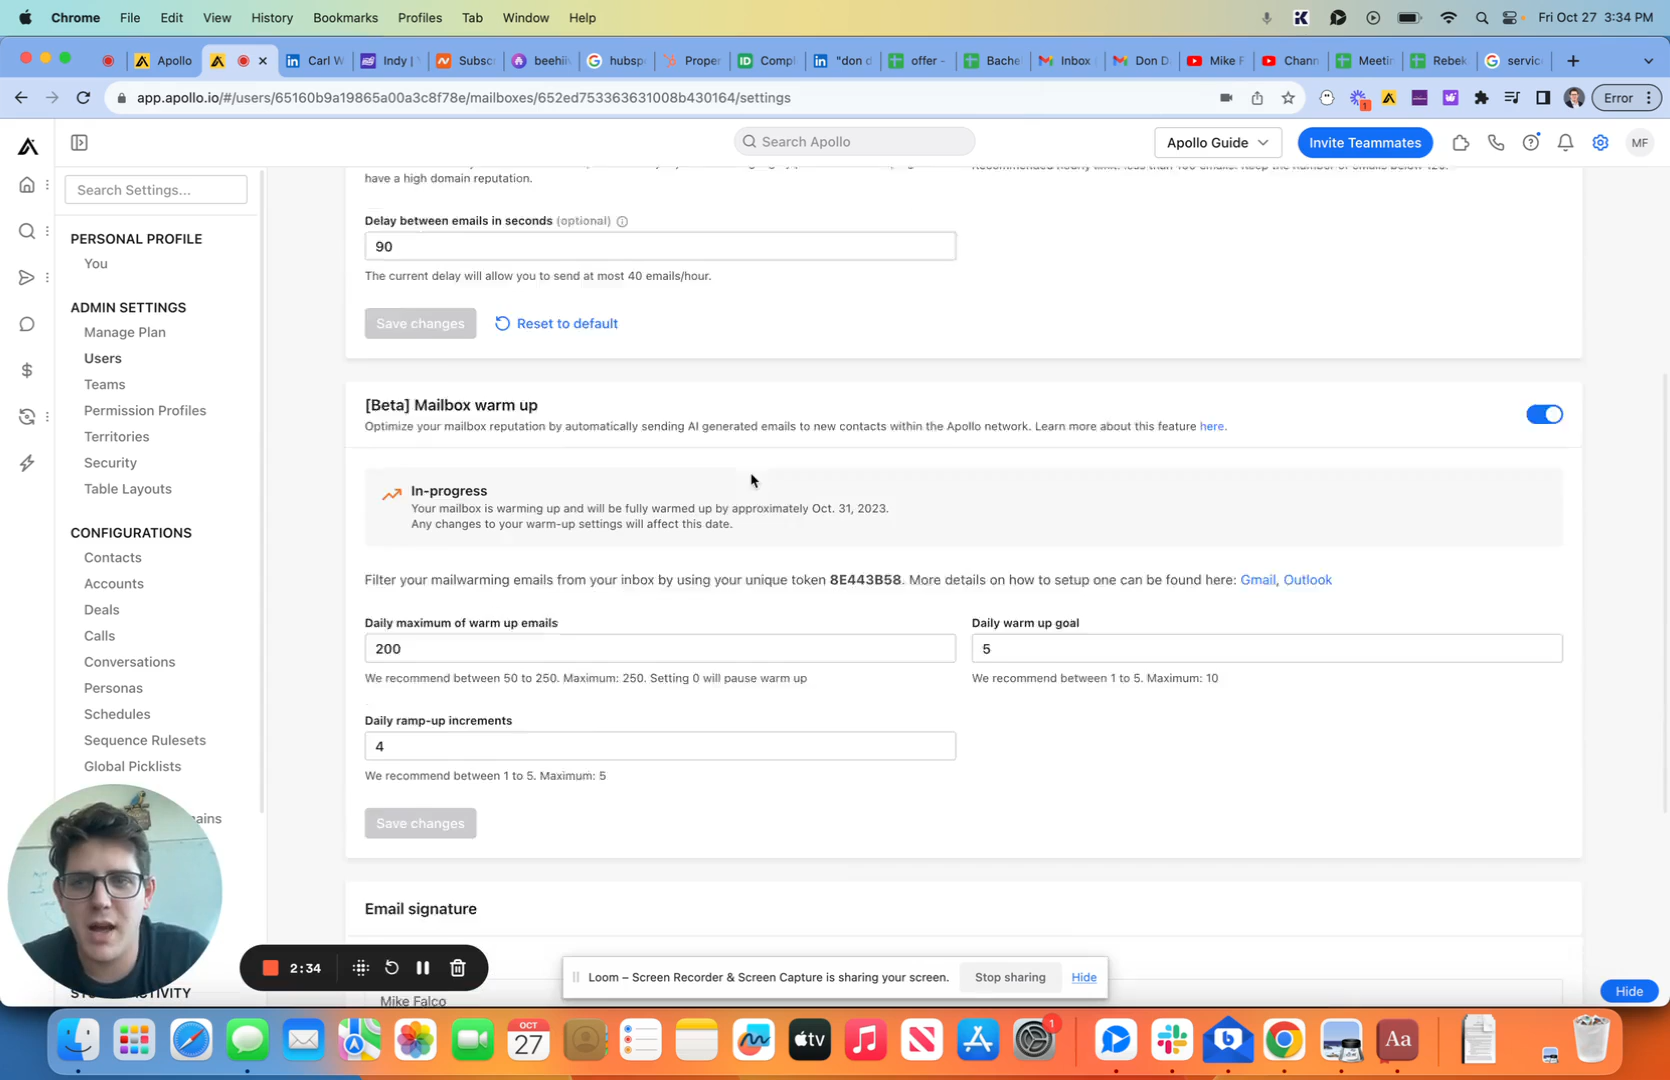 Chrome File Edit View History Bookmarks Profiles Tab Window Help Fri Oct 27 3:34 PM
Apollo Carl W Indy | Subscr beehii hubsp Proper Compl "don d offer - Bache Inbox Don D Mike F Chann Meetin Rebek servic
app.apollo.io/#/users/65160b9a19865a00a3c8f78e/mailboxes/652ed753363631008b430164/settings Error
Search Apollo Apollo Guide Invite Teammates MF
Search Settings...
PERSONAL PROFILE
You
ADMIN SETTINGS
Manage Plan
Users
Teams
Permission Profiles
Territories
Security
Table Layouts
CONFIGURATIONS
Contacts
Accounts
Deals
Calls
Conversations
Personas
Schedules
Sequence Rulesets
Global Picklists
ains
ACTIVITY
have a high domain reputation.
Delay between emails in seconds (optional)
90
The current delay will allow you to send at most 40 emails/hour.
Save changes Reset to default
[Beta] Mailbox warm up
Optimize your mailbox reputation by automatically sending AI generated emails to new contacts within the Apollo network. Learn more about this feature here.
In-progress
Your mailbox is warming up and will be fully warmed up by approximately Oct. 31, 2023.
Any changes to your warm-up settings will affect this date.
Filter your mailwarming emails from your inbox by using your unique token 8E443B58. More details on how to setup one can be found here: Gmail, Outlook
Daily maximum of warm up emails Daily warm up goal
200 5
We recommend between 50 to 250. Maximum: 250. Setting 0 will pause warm up We recommend between 1 to 5. Maximum: 10
Daily ramp-up increments
4
We recommend between 1 to 5. Maximum: 5
Save changes
Email signature
Mike Falco
2:34
Loom – Screen Recorder & Screen Capture is sharing your screen. Stop sharing Hide
Hide
OCT
27
tv
1
Aa